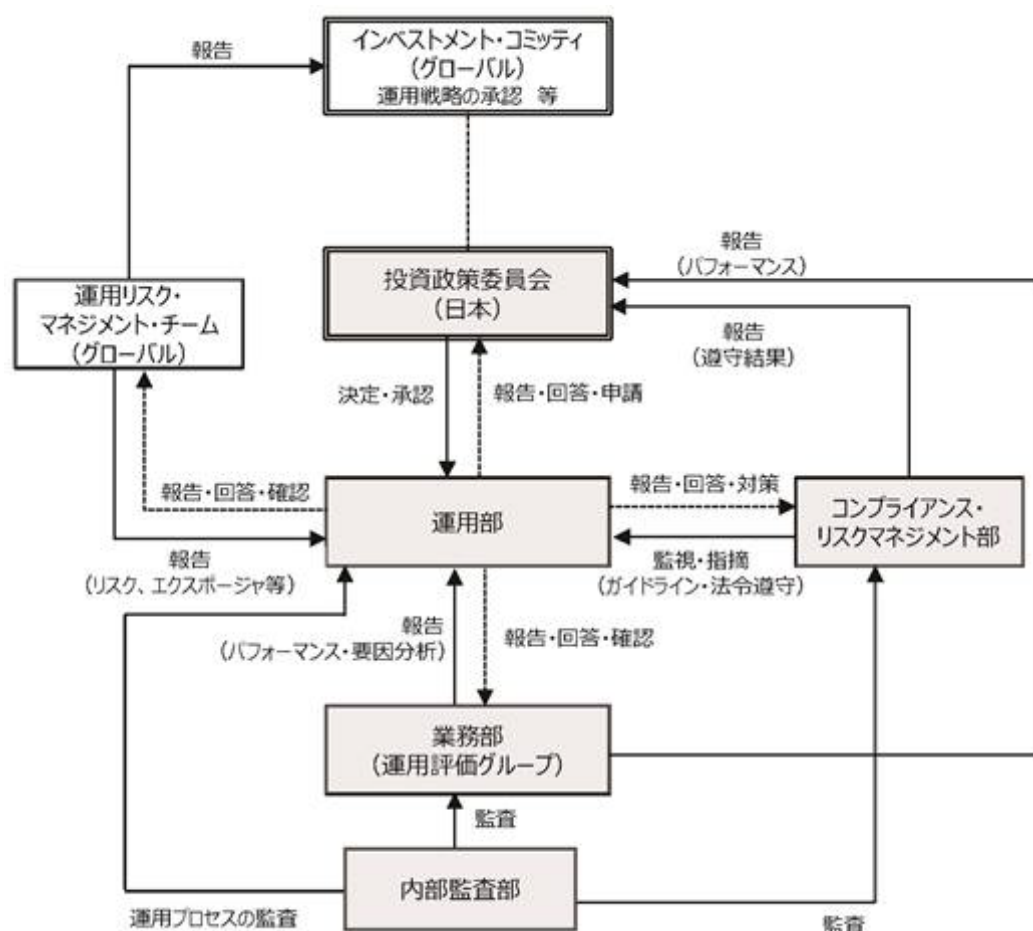 報告
インベストメント・コミッティ
(グローバル)
運用戦略の承認 等
報告
(パフォーマンス)
投資政策委員会
(日本)
運用リスク・
マネジメント・チーム
(グローバル)
報告
(遵守結果)
決定・承認
報告・回答・申請
報告・回答・確認
運用部
報告・回答・対策
コンプライアンス・
リスクマネジメント部
監視・指摘
(ガイドライン・法令遵守)
報告
(リスク、エクスポージャ等)
報告
(パフォーマンス・要因分析)
報告・回答・確認
業務部
(運用評価グループ)
監査
内部監査部
運用プロセスの監査
監査